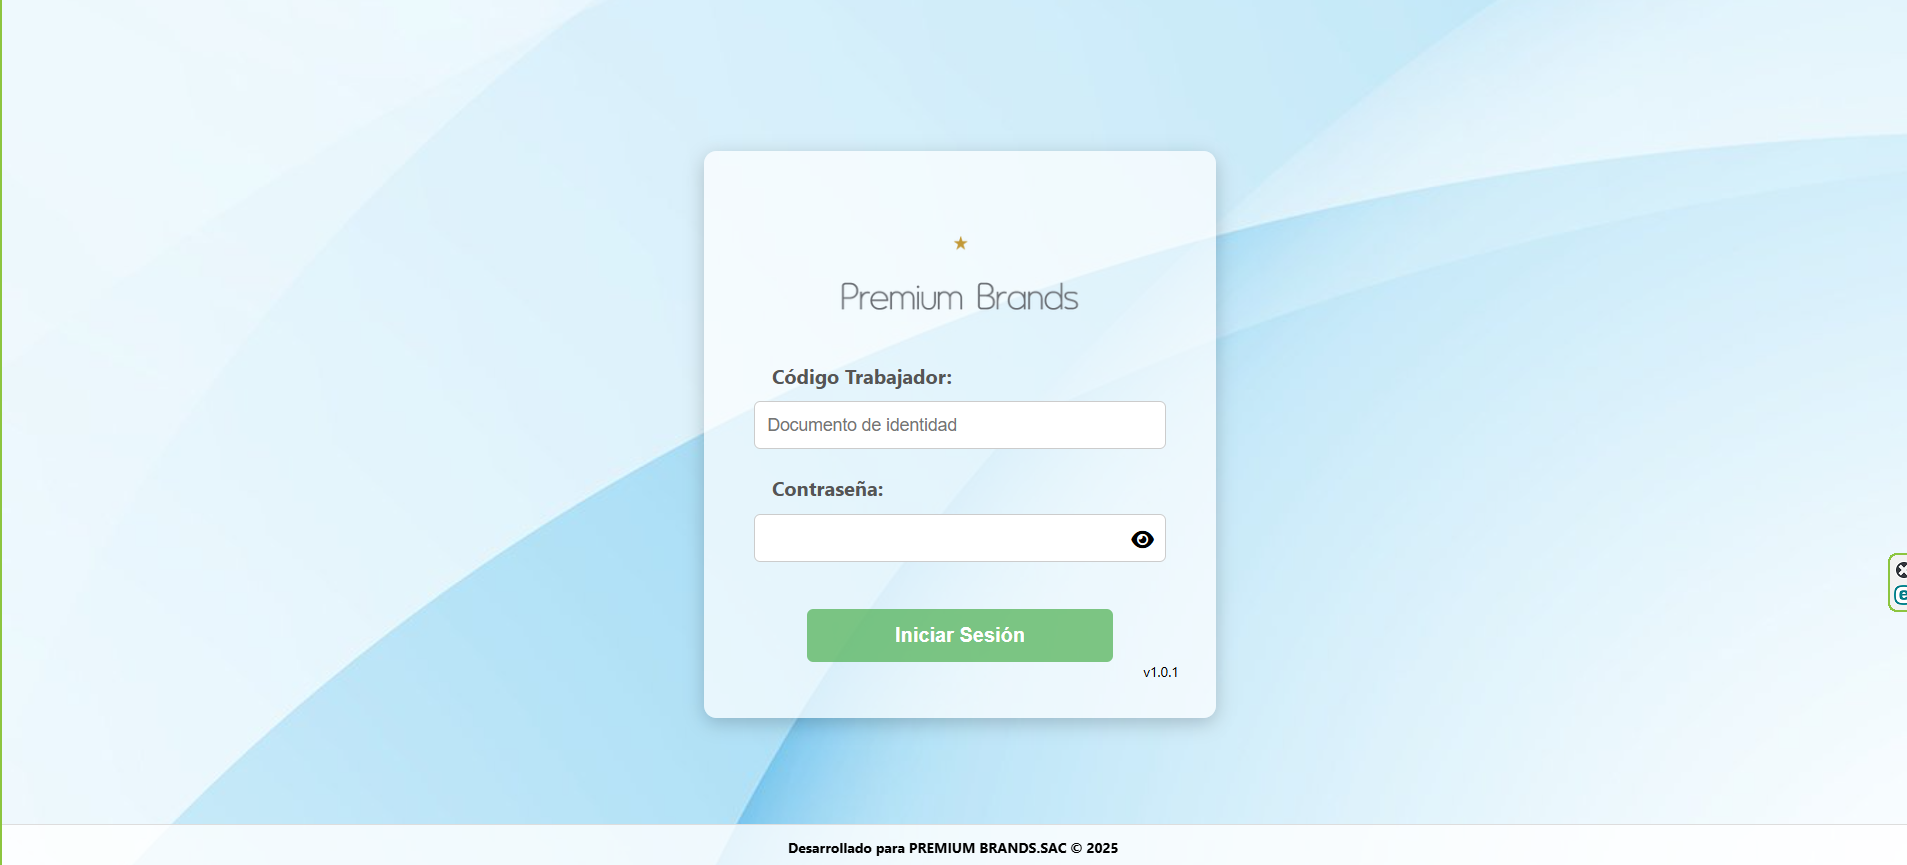 Premium Brands
Código Trabajador:
Documento de identidad
Contraseña:
Iniciar Sesión
v1.0.1
Desarrollado para PREMIUM BRANDS.SAC © 2025